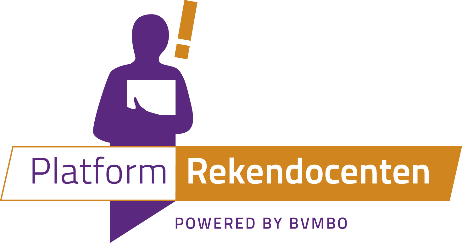 Platform Rekendocenten
POWERED BY BVMBO